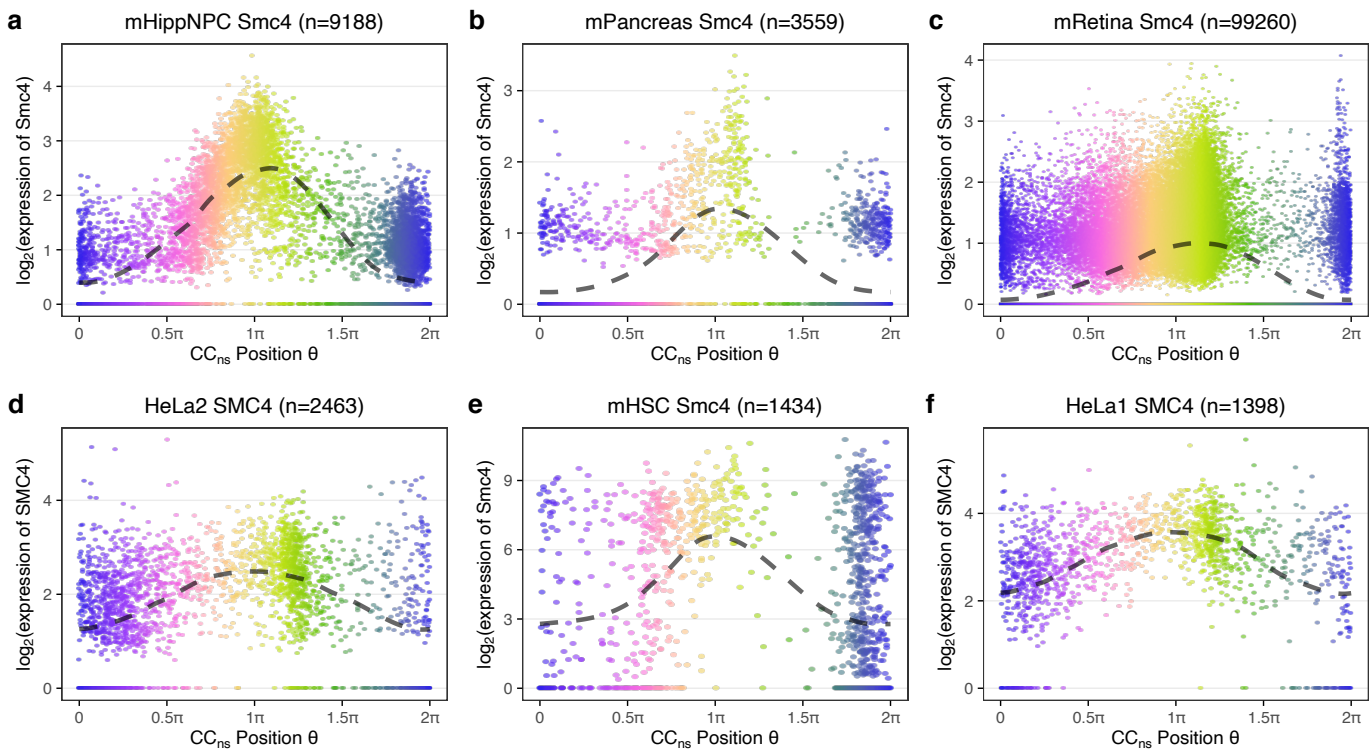 a
mHippNPC Smc4 (n=9188)
log2(expression of Smc4)
4
3
2
1
0
0
0.5π
1π
1.5π
2π
CCns Position θ
b
mPancreas Smc4 (n=3559)
log2(expression of Smc4)
3
2
1
0
0
0.5π
1π
1.5π
2π
CCns Position θ
c
mRetina Smc4 (n=99260)
log2(expression of Smc4)
4
3
2
1
0
0
0.5π
1π
1.5π
2π
CCns Position θ
d
HeLa2 SMC4 (n=2463)
log2(expression of SMC4)
4
2
0
0
0.5π
1π
1.5π
2π
CCns Position θ
e
mHSC Smc4 (n=1434)
log2(expression of Smc4)
9
6
3
0
0
0.5π
1π
1.5π
2π
CCns Position θ
f
HeLa1 SMC4 (n=1398)
log2(expression of SMC4)
4
2
0
0
0.5π
1π
1.5π
2π
CCns Position θ